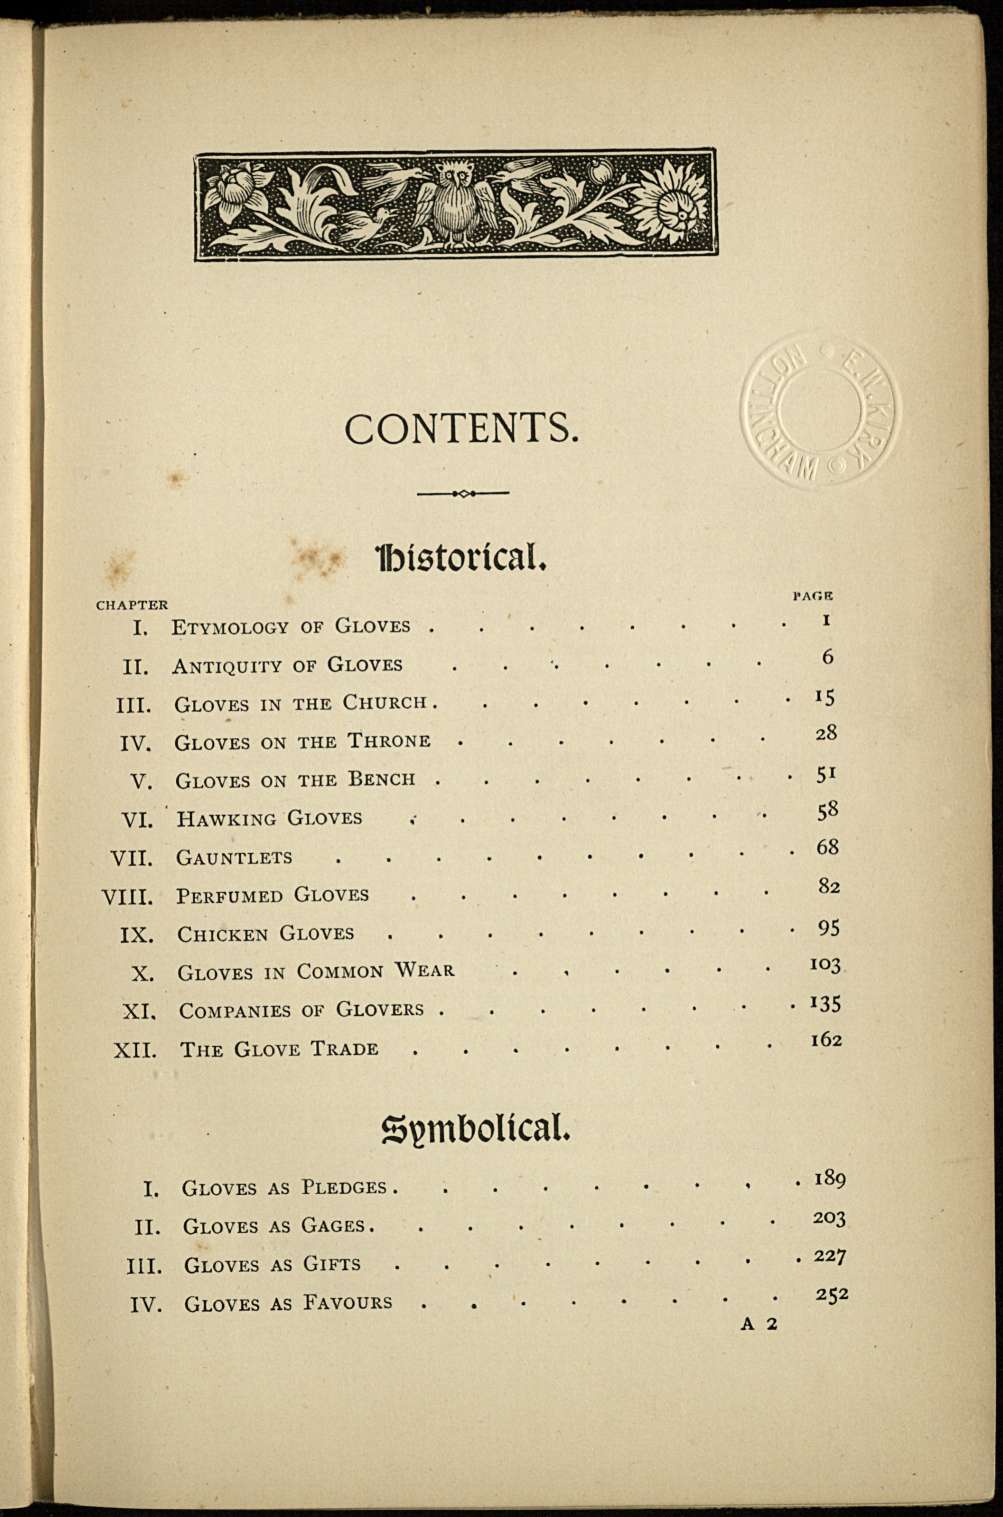 CONTENTS.
E. W. KIRK
NOTTINGHAM
Historical.
CHAPTER PAGE
I. ETYMOLOGY OF GLOVES . . . . . . . . 1
II. ANTIQUITY OF GLOVES . . . . . . . 6
III. GLOVES IN THE CHURCH . . . . . . . . 15
IV. GLOVES ON THE THRONE . . . . . . . 28
V. GLOVES ON THE BENCH . . . . . . . . 51
VI. HAWKING GLOVES . . . . . . . . 58
VII. GAUNTLETS . . . . . . . . . . 68
VIII. PERFUMED GLOVES . . . . . . . . 82
IX. CHICKEN GLOVES . . . . . . . . . 95
X. GLOVES IN COMMON WEAR . . . . . . 103
XI. COMPANIES OF GLOVERS . . . . . . . . 135
XII. THE GLOVE TRADE . . . . . . . . 162
Symbolical.
I. GLOVES AS PLEDGES . . . . . . . . . 189
II. GLOVES AS GAGES . . . . . . . . . 203
III. GLOVES AS GIFTS . . . . . . . . . 227
IV. GLOVES AS FAVOURS . . . . . . . . 252
A 2